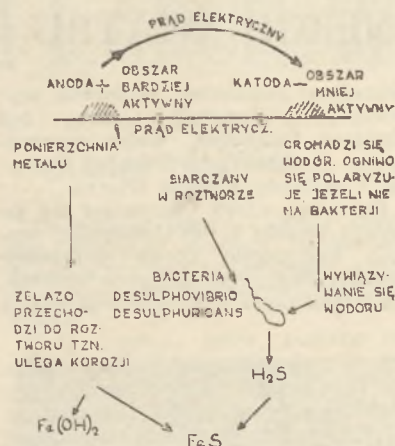 PRĄD ELEKTRYCZNY
ANODA +
OBSZAR
BARDZIEJ
AKTYWNY
KATODA −
OBSZAR
MNIEJ
AKTYWNY
PRĄD ELEKTRYCZ.
PONIERZCHNIA
METALU
SIARCZANY
W ROZTWORZE
GROMADZI SIĘ
WODÓR. OGNIWO
SIĘ POLARYZU-
JE JEŻELI NIE
MA BAKTERJI
ŻELAZO
PRZECHO-
DZI DO ROZ-
TWORU TZN.
ULEGA KOROZJI
BACTERIA
DESULPHOVIBRIO
DESULPHURICANS
WYWIĄZY-
WANIE SIĘ
WODORU
H₂S
Fe(OH)₂
FeS